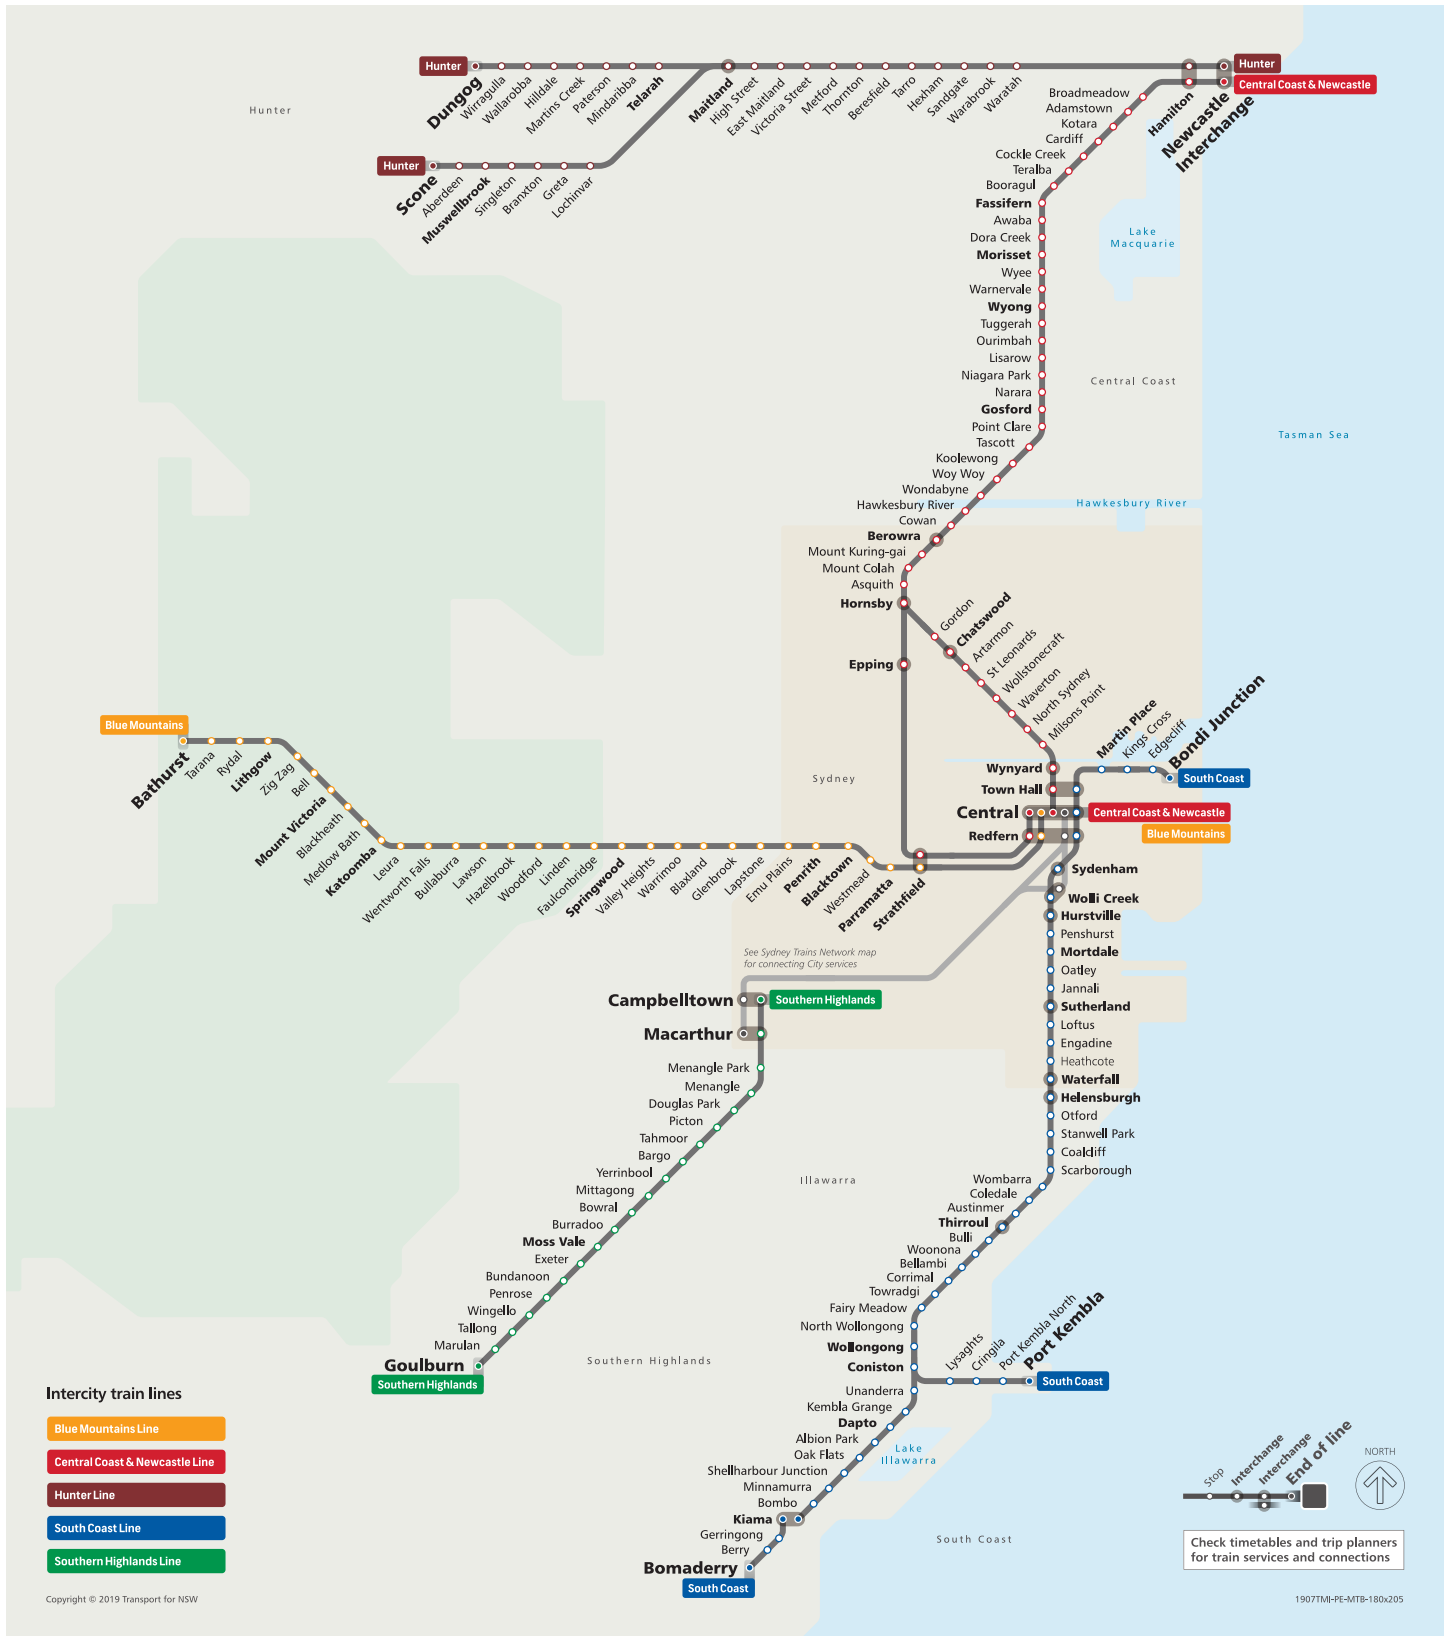 Hunter
Dungog
Wirragulla
Wallarobba
Hilldale
Martins Creek
Paterson
Mindaribba
Telarah
Maitland
High Street
East Maitland
Victoria Street
Metford
Thornton
Beresfield
Tarro
Hexham
Sandgate
Warabrook
Waratah
Hamilton
Newcastle
Interchange
Hunter
Central Coast & Newcastle
Hunter
Hunter
Scone
Aberdeen
Muswellbrook
Singleton
Branxton
Greta
Lochinvar
Broadmeadow
Adamstown
Kotara
Cardiff
Cockle Creek
Teralba
Booragul
Fassifern
Awaba
Dora Creek
Morisset
Wyee
Warnervale
Wyong
Tuggerah
Ourimbah
Lisarow
Niagara Park
Narara
Gosford
Point Clare
Tascott
Koolewong
Woy Woy
Wondabyne
Hawkesbury River
Cowan
Berowra
Mount Kuring-gai
Mount Colah
Asquith
Hornsby
Lake
Macquarie
Central Coast
Tasman Sea
Hawkesbury River
Gordon
Chatswood
Artarmon
St Leonards
Wollstonecraft
Waverton
North Sydney
Milsons Point
Epping
Wynyard
Town Hall
Central
Redfern
Martin Place
Kings Cross
Edgecliff
Bondi Junction
South Coast
Central Coast & Newcastle
Blue Mountains
Sydney
Blue Mountains
Bathurst
Tarana
Rydal
Lithgow
Zig Zag
Bell
Mount Victoria
Blackheath
Medlow Bath
Katoomba
Leura
Wentworth Falls
Bullaburra
Lawson
Hazelbrook
Woodford
Linden
Faulconbridge
Springwood
Valley Heights
Warrimoo
Blaxland
Glenbrook
Lapstone
Emu Plains
Penrith
Blacktown
Westmead
Parramatta
Strathfield
See Sydney Trains Network map
for connecting City services
Sydenham
Wolli Creek
Hurstville
Penshurst
Mortdale
Oatley
Jannali
Sutherland
Loftus
Engadine
Heathcote
Waterfall
Helensburgh
Otford
Stanwell Park
Coalcliff
Scarborough
Wombarra
Coledale
Austinmer
Thirroul
Bulli
Woonona
Bellambi
Corrimal
Towradgi
Fairy Meadow
North Wollongong
Wollongong
Coniston
Lysaghts
Cringila
Port Kembla North
Port Kembla
South Coast
Unanderra
Kembla Grange
Dapto
Albion Park
Oak Flats
Shellharbour Junction
Minnamurra
Bombo
Kiama
Gerringong
Berry
Bomaderry
South Coast
Lake
Illawarra
South Coast
Illawarra
Campbelltown
Southern Highlands
Macarthur
Menangle Park
Menangle
Douglas Park
Picton
Tahmoor
Bargo
Yerrinbool
Mittagong
Bowral
Burradoo
Moss Vale
Exeter
Bundanoon
Penrose
Wingello
Tallong
Marulan
Goulburn
Southern Highlands
Southern Highlands
Intercity train lines
Blue Mountains Line
Central Coast & Newcastle Line
Hunter Line
South Coast Line
Southern Highlands Line
Copyright © 2019 Transport for NSW
Stop
Interchange
Interchange
End of line
NORTH
Check timetables and trip planners
for train services and connections
1907TMI-PE-MTB-180x205